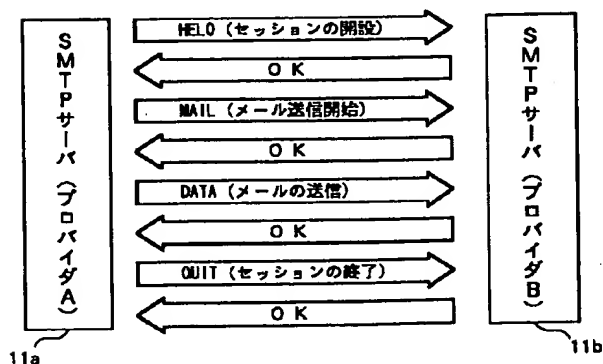 SMTPサーバ（プロバイダA）
HELO（セッションの開設）
OK
MAIL（メール送信開始）
OK
DATA（メールの送信）
OK
QUIT（セッションの終了）
OK
SMTPサーバ（プロバイダB）
11a
11b